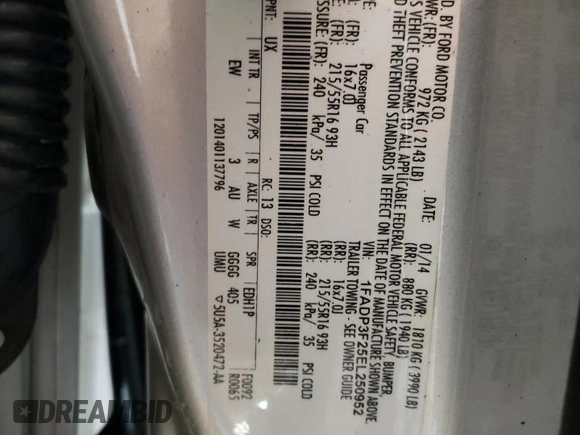 D. BY FORD MOTOR CO.
DATE: 01/14 GVWR: 1810 KG ( 3990 LB)
WR: (FR): 972 KG ( 2143 LB) (RR): 880 KG ( 1940 LB)
S VEHICLE CONFORMS TO ALL APPLICABLE FEDERAL MOTOR VEHICLE SAFETY, BUMPER,
D THEFT PREVENTION STANDARDS IN EFFECT ON THE DATE OF MANUFACTURE SHOWN ABOVE.
VIN: 1FADP3F25EL250952
Passenger Car TRAILER TOWING - SEE OWNER GUIDE
(FR) 16x7.0J (RR): 16x7.0J
(FR): 215/55R16 93H (RR): 215/55R16 93H
SSURE: (FR): 240 kPa/ 35 PSI COLD (RR): 240 kPa/ 35 PSI COLD
PNT: UX RC: 13 DSO: F0092
R0065
INT TR TP/PS R AXLE TR SPR EDH1P
EW 3 AU W GGGG 405
1201401137796 UMU 5U5A-3520472-AA
DREAMBID